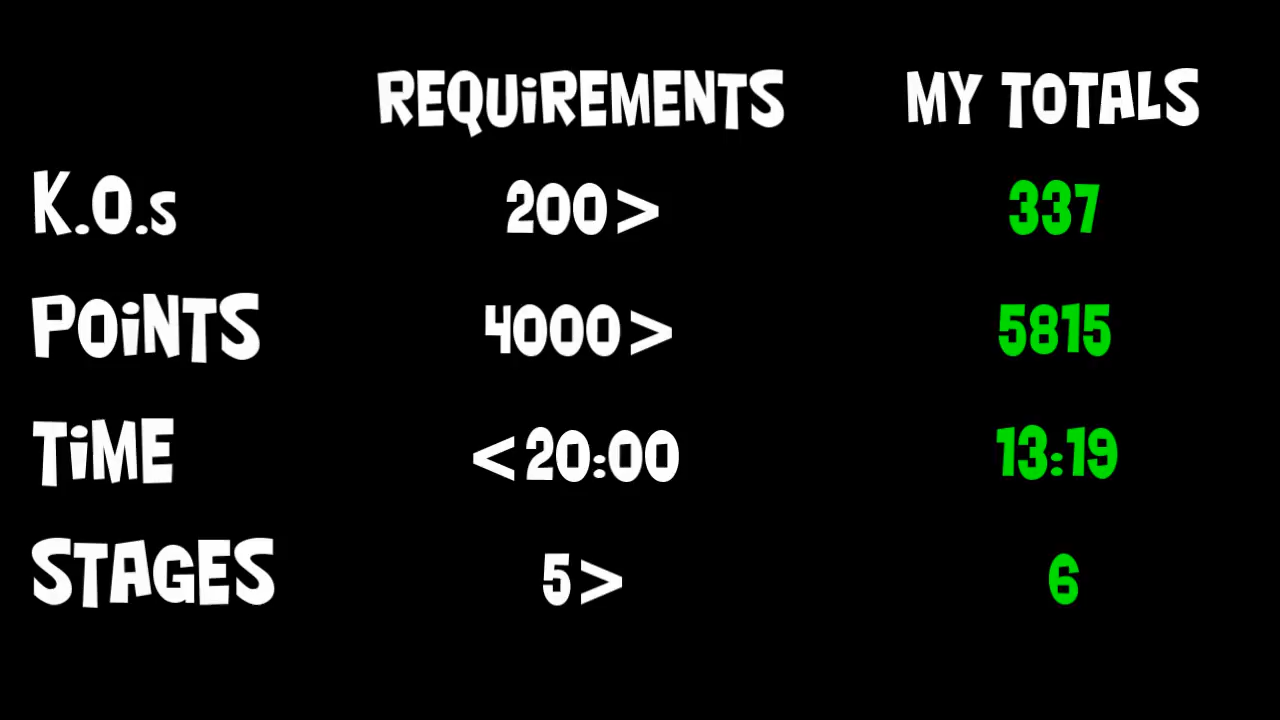 REQUiREMENTS MY TOTALS
K.O.s 200> 337
POiNTS 4000> 5815
TiME <20:00 13:19
STAGES 5> 6